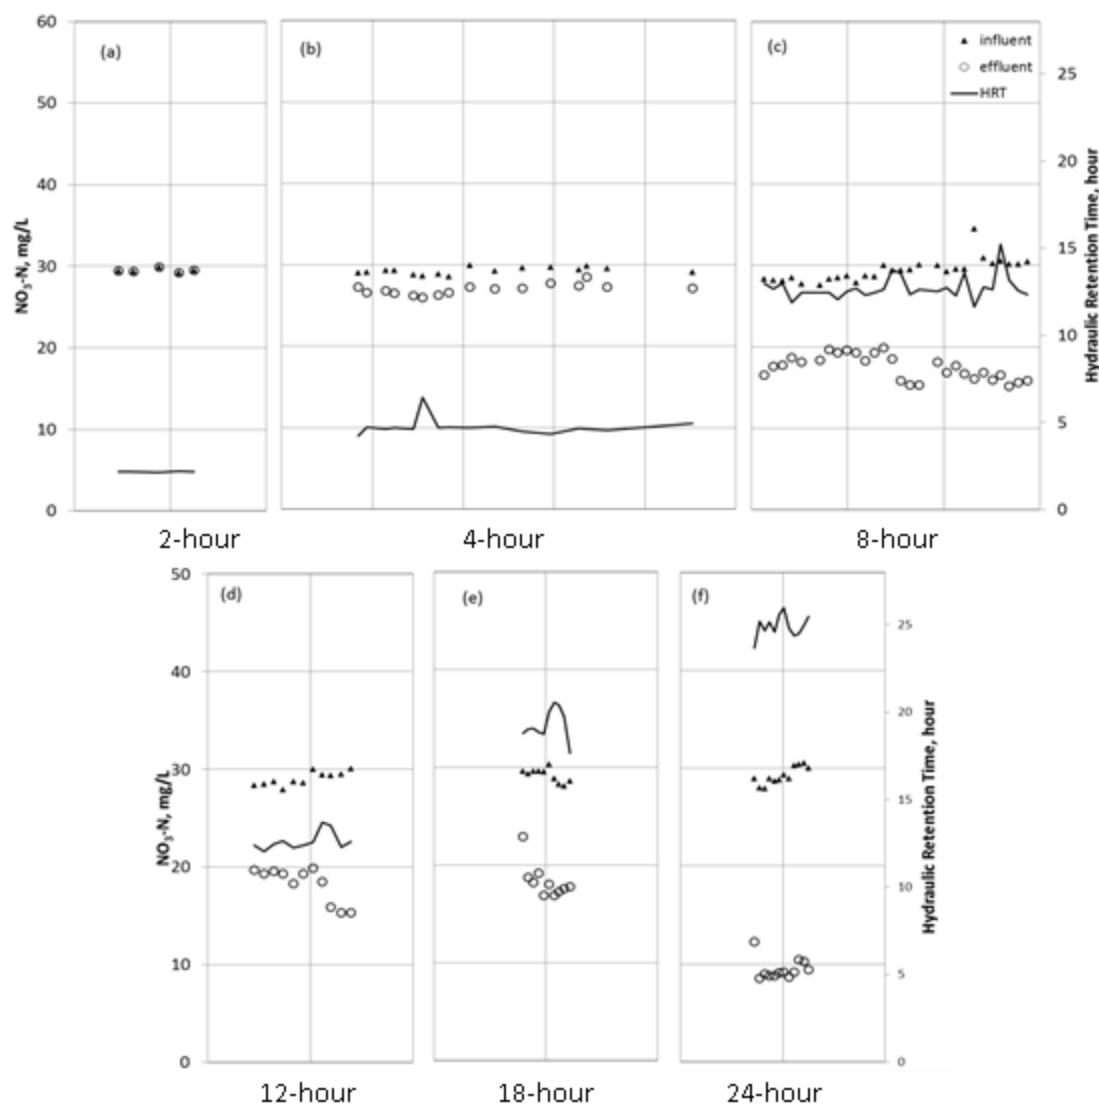 60
50
40
30
20
10
0
NO3-N, mg/L
(a)
(b)
(c)
influent
effluent
HRT
25
20
15
10
5
0
Hydraulic Retention Time, hour
2-hour
4-hour
8-hour
50
40
30
20
10
0
NO3-N, mg/L
(d)
(e)
(f)
25
20
15
10
5
0
Hydraulic Retention Time, hour
12-hour
18-hour
24-hour